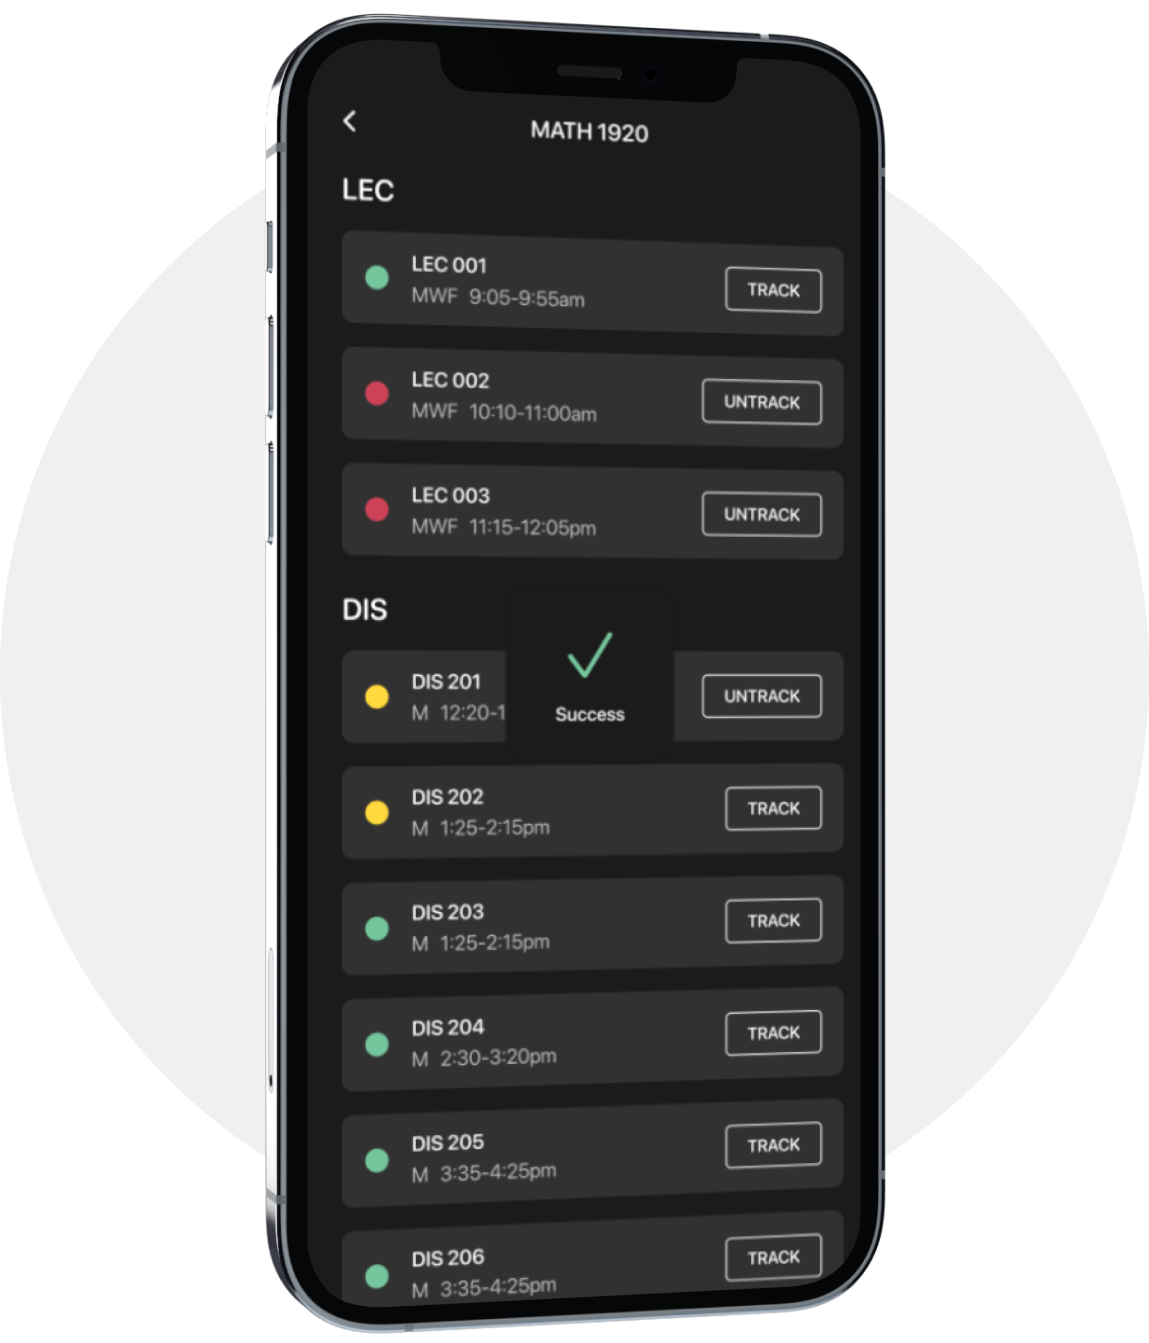 MATH 1920
LEC
LEC 001
MWF 9:05-9:55am
TRACK
LEC 002
MWF 10:10-11:00am
UNTRACK
LEC 003
MWF 11:15-12:05pm
UNTRACK
DIS
DIS 201
M 12:20-1
UNTRACK
Success
DIS 202
M 1:25-2:15pm
TRACK
DIS 203
M 1:25-2:15pm
TRACK
DIS 204
M 2:30-3:20pm
TRACK
DIS 205
M 3:35-4:25pm
TRACK
DIS 206
M 3:35-4:25pm
TRACK